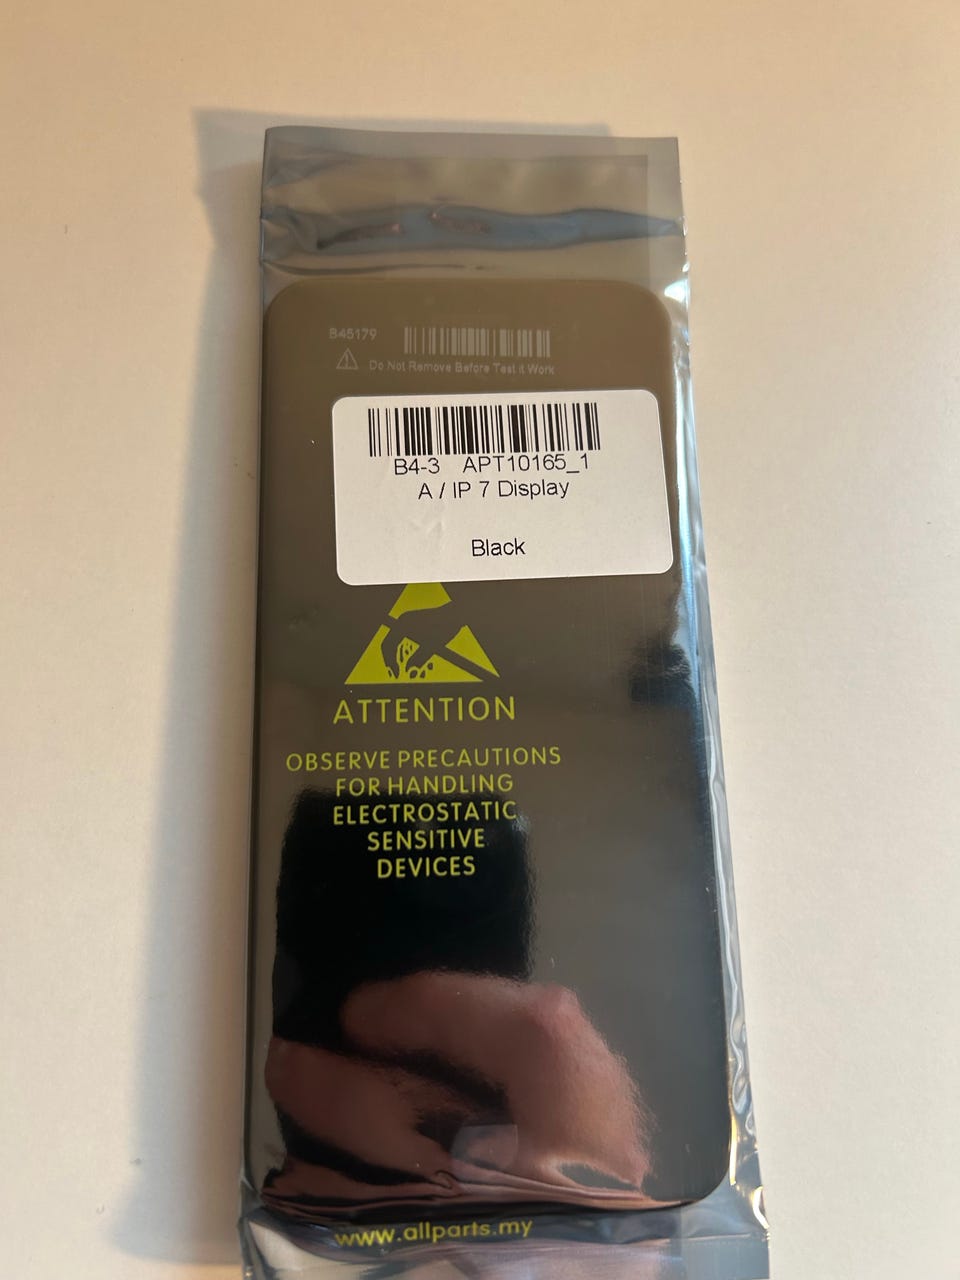 B45179
Do Not Remove Before Test it Work
B4-3 APT10165_1
A / IP 7 Display
Black
ATTENTION
OBSERVE PRECAUTIONS
FOR HANDLING
ELECTROSTATIC
SENSITIVE
DEVICES
www.allparts.my